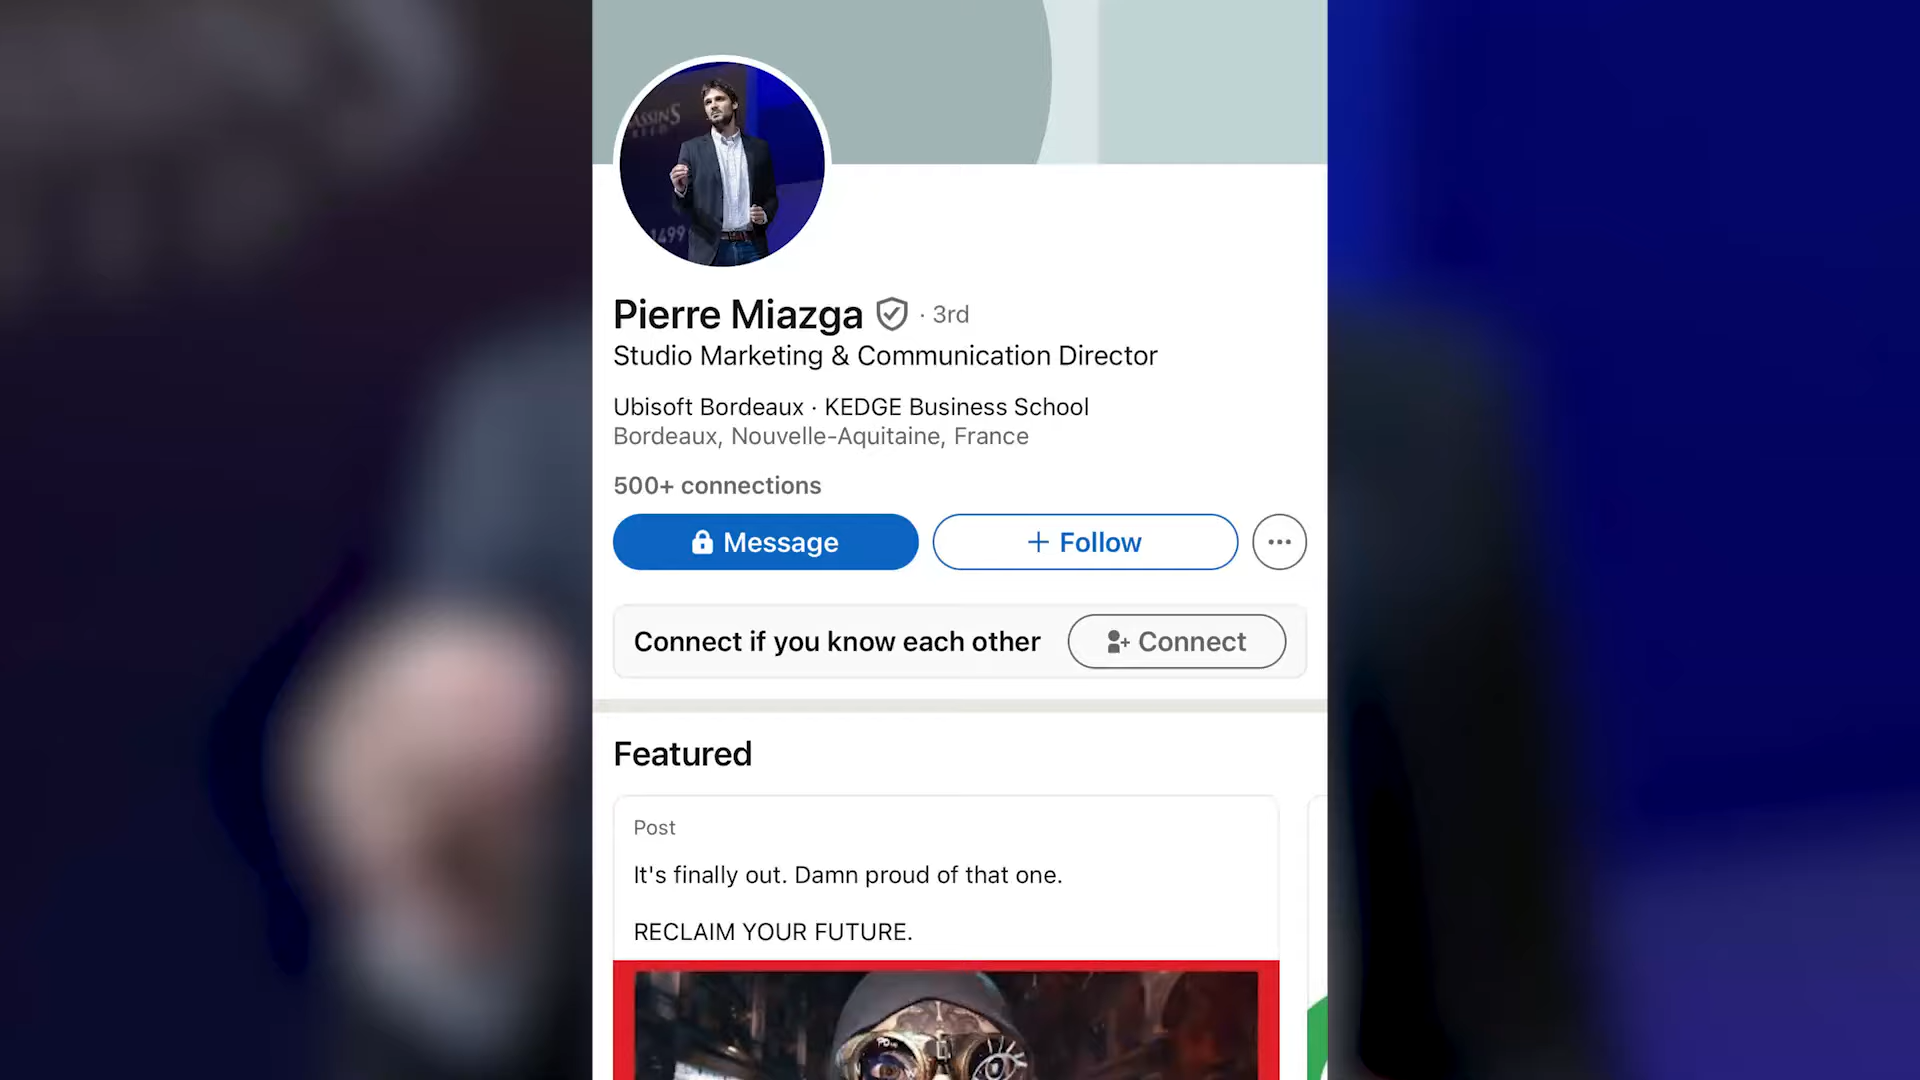 ASSINS
1499
Pierre Miazga · 3rd
Studio Marketing & Communication Director
Ubisoft Bordeaux · KEDGE Business School
Bordeaux, Nouvelle-Aquitaine, France
500+ connections
Message
+ Follow
Connect if you know each other
Connect
Featured
Post
It's finally out. Damn proud of that one.
RECLAIM YOUR FUTURE.